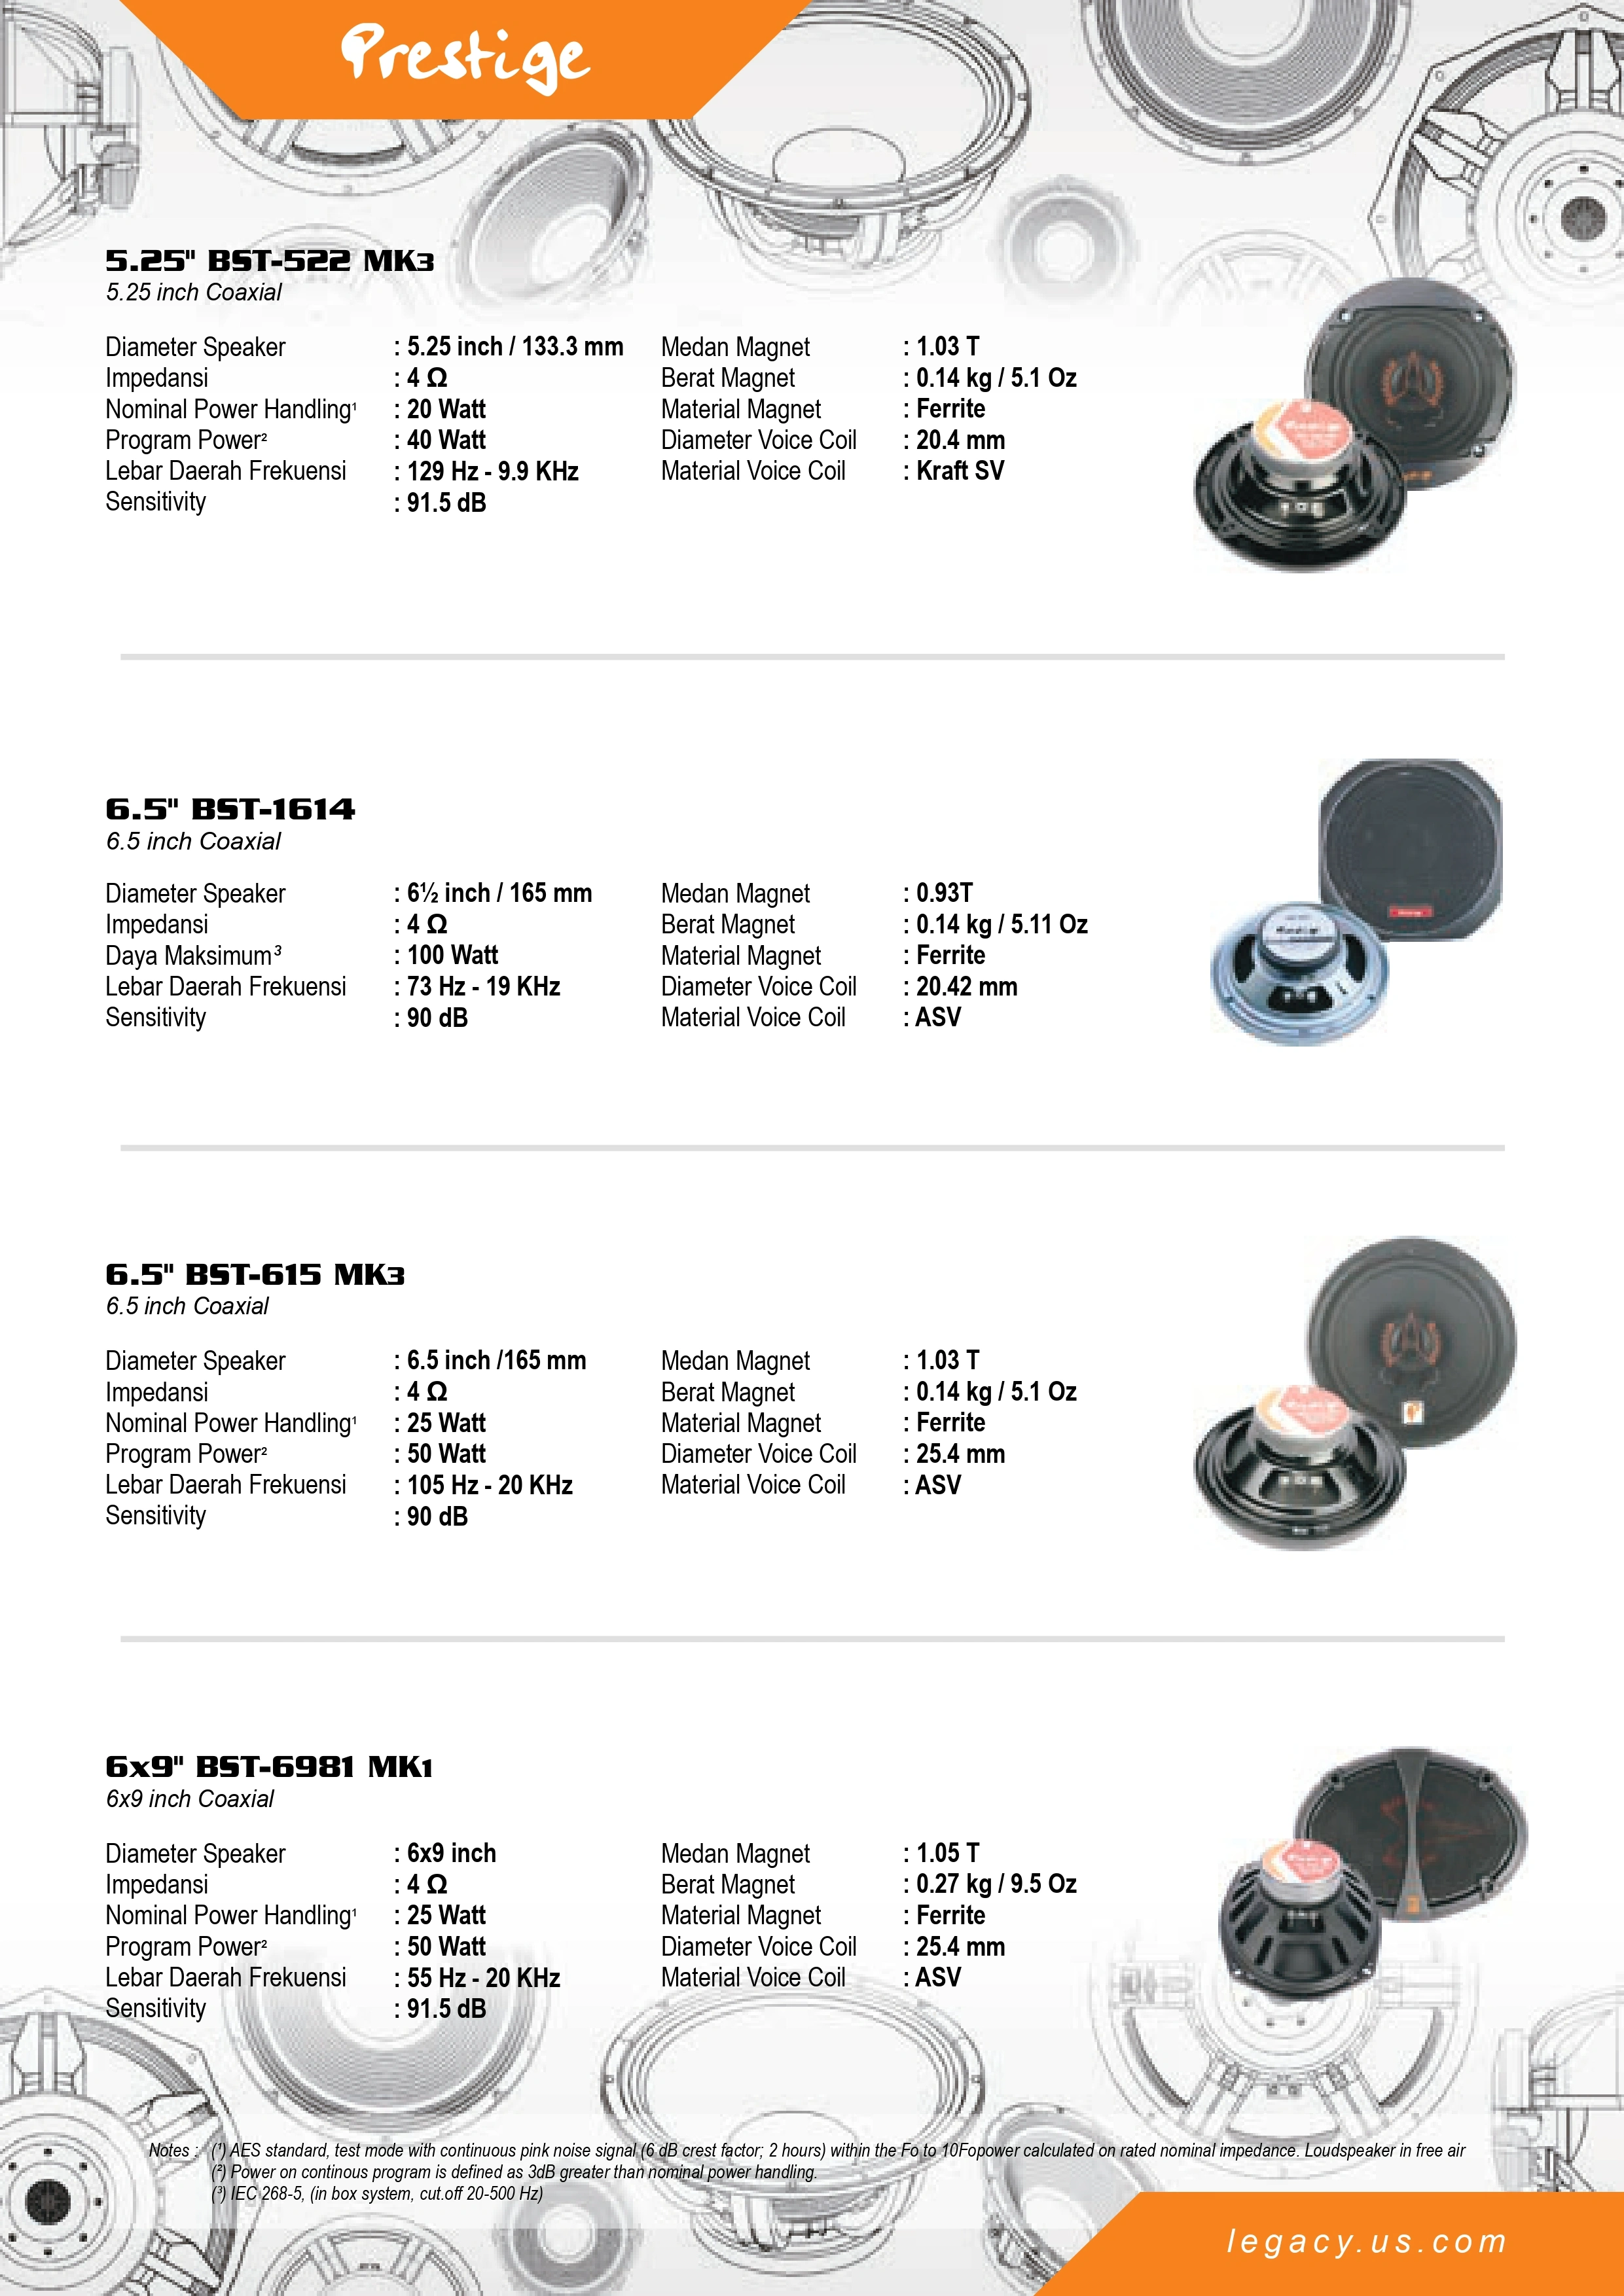 Prestige
5.25" BST-522 MK3
5.25 inch Coaxial
Diameter Speaker : 5.25 inch / 133.3 mm Medan Magnet : 1.03 T
Impedansi : 4 Ω Berat Magnet : 0.14 kg / 5.1 Oz
Nominal Power Handling¹ : 20 Watt Material Magnet : Ferrite
Program Power² : 40 Watt Diameter Voice Coil : 20.4 mm
Lebar Daerah Frekuensi : 129 Hz - 9.9 KHz Material Voice Coil : Kraft SV
Sensitivity : 91.5 dB
6.5" BST-1614
6.5 inch Coaxial
Diameter Speaker : 6½ inch / 165 mm Medan Magnet : 0.93T
Impedansi : 4 Ω Berat Magnet : 0.14 kg / 5.11 Oz
Daya Maksimum³ : 100 Watt Material Magnet : Ferrite
Lebar Daerah Frekuensi : 73 Hz - 19 KHz Diameter Voice Coil : 20.42 mm
Sensitivity : 90 dB Material Voice Coil : ASV
6.5" BST-615 MK3
6.5 inch Coaxial
Diameter Speaker : 6.5 inch /165 mm Medan Magnet : 1.03 T
Impedansi : 4 Ω Berat Magnet : 0.14 kg / 5.1 Oz
Nominal Power Handling¹ : 25 Watt Material Magnet : Ferrite
Program Power² : 50 Watt Diameter Voice Coil : 25.4 mm
Lebar Daerah Frekuensi : 105 Hz - 20 KHz Material Voice Coil : ASV
Sensitivity : 90 dB
6x9" BST-6981 MK1
6x9 inch Coaxial
Diameter Speaker : 6x9 inch Medan Magnet : 1.05 T
Impedansi : 4 Ω Berat Magnet : 0.27 kg / 9.5 Oz
Nominal Power Handling¹ : 25 Watt Material Magnet : Ferrite
Program Power² : 50 Watt Diameter Voice Coil : 25.4 mm
Lebar Daerah Frekuensi : 55 Hz - 20 KHz Material Voice Coil : ASV
Sensitivity : 91.5 dB
Notes : (¹) AES standard, test mode with continuous pink noise signal (6 dB crest factor; 2 hours) within the Fo to 10Fopower calculated on rated nominal impedance. Loudspeaker in free air
(²) Power on continous program is defined as 3dB greater than nominal power handling.
(³) IEC 268-5, (in box system, cut.off 20-500 Hz)
legacy.us.com